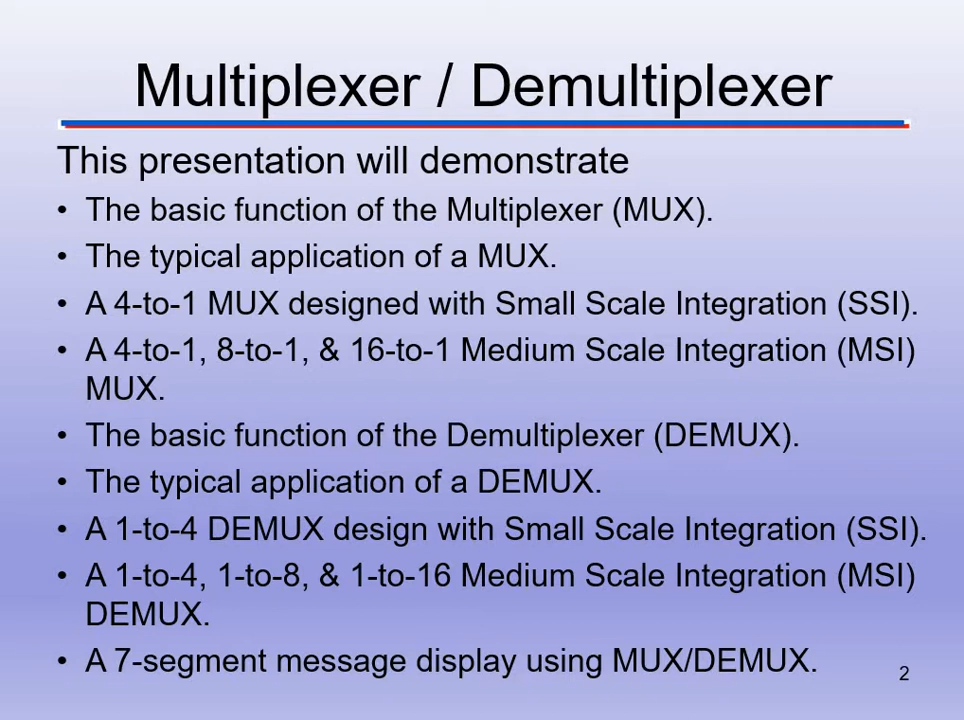 Multiplexer / Demultiplexer
This presentation will demonstrate
• The basic function of the Multiplexer (MUX).
• The typical application of a MUX.
• A 4-to-1 MUX designed with Small Scale Integration (SSI).
• A 4-to-1, 8-to-1, & 16-to-1 Medium Scale Integration (MSI)
MUX.
• The basic function of the Demultiplexer (DEMUX).
• The typical application of a DEMUX.
• A 1-to-4 DEMUX design with Small Scale Integration (SSI).
• A 1-to-4, 1-to-8, & 1-to-16 Medium Scale Integration (MSI)
DEMUX.
• A 7-segment message display using MUX/DEMUX.
2